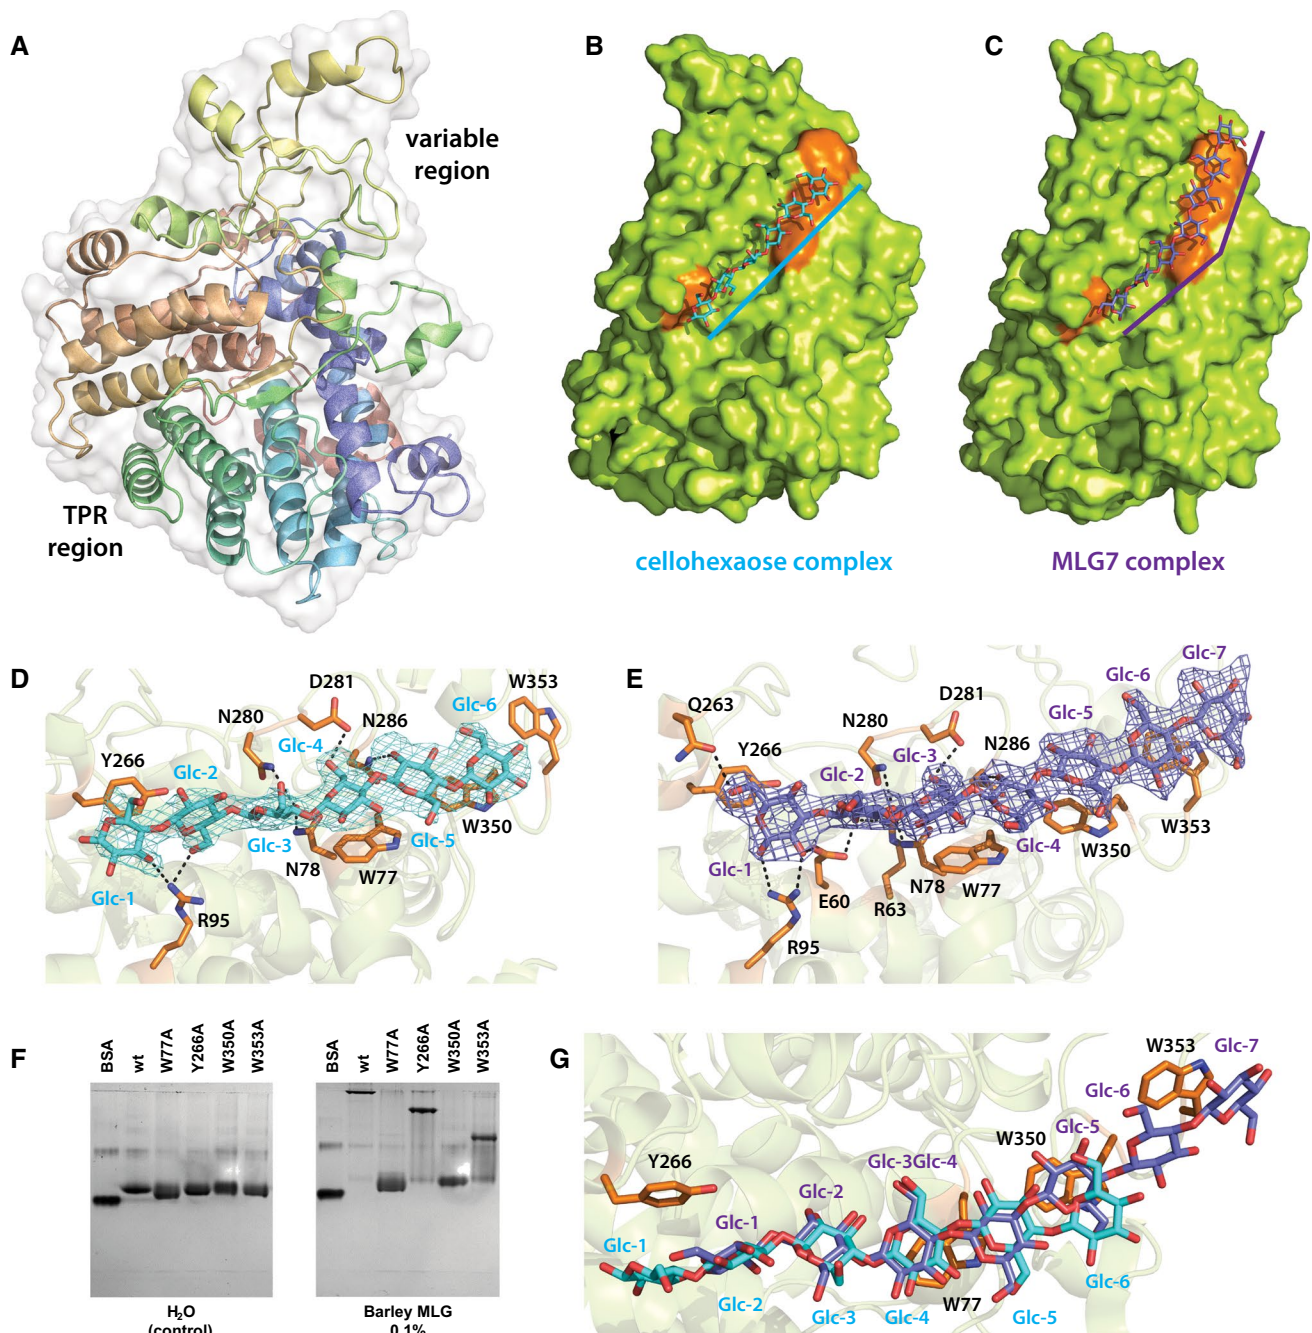 A
variable
region
TPR
region
B
cellohexaose complex
C
MLG7 complex
D
D281
W353
N280
N286
Glc-6
Glc-4
Y266
Glc-2
Glc-3
N78
W77
Glc-5
W350
Glc-1
R95
E
Glc-7
Glc-6
Q263
D281
Glc-5
N280
Y266
Glc-3
N286
Glc-2
W353
W350
Glc-4
Glc-1
E60
R63
N78
W77
R95
F
BSA
wt
W77A
Y266A
W350A
W353A
H₂O
(control)
BSA
wt
W77A
Y266A
W350A
W353A
Barley MLG
0.1%
G
W353
Glc-7
Glc-6
Glc-5
W350
Y266
Glc-3Glc-4
Glc-2
Glc-1
Glc-1
Glc-2
Glc-3
Glc-4
W77
Glc-5
Glc-6